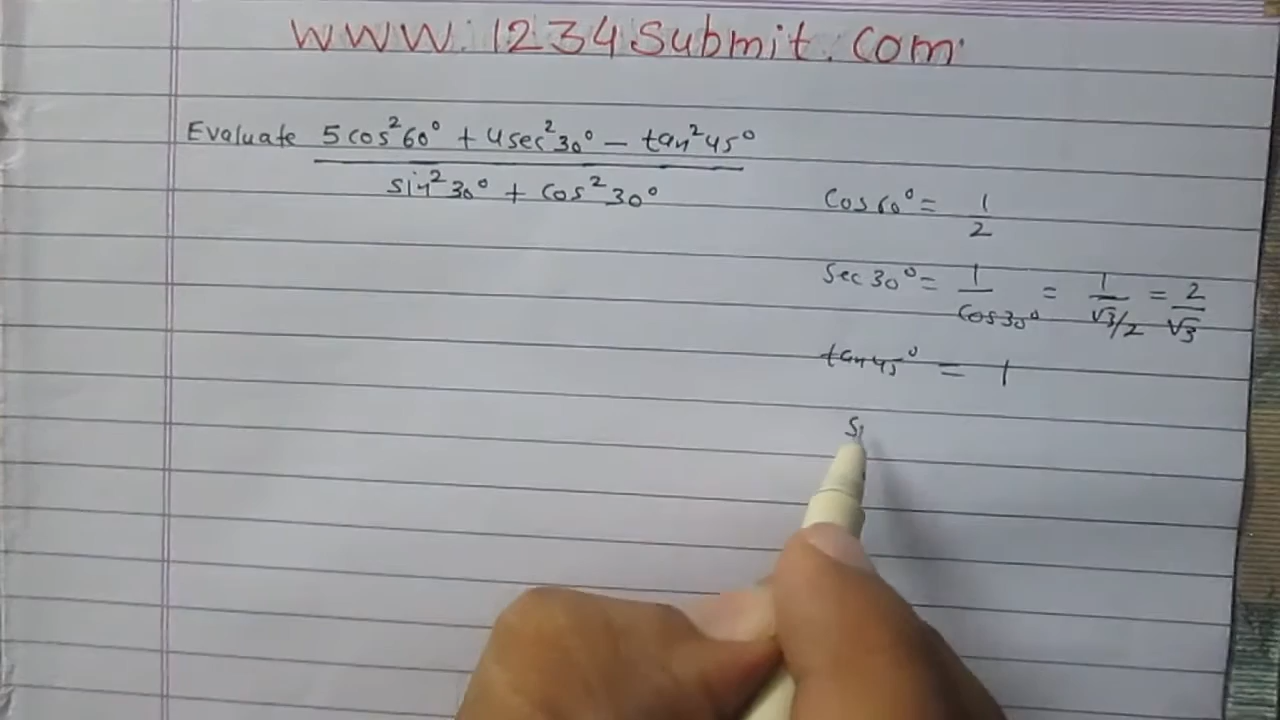 www.1234Submit.com
Evaluate 5cos²60° + 4sec²30° − tan²45°
sin²30° + cos²30°
Cos60° = 1/2
Sec30° = 1/cos30° = 1/√3/2 = 2/√3
tan45° = 1
Si